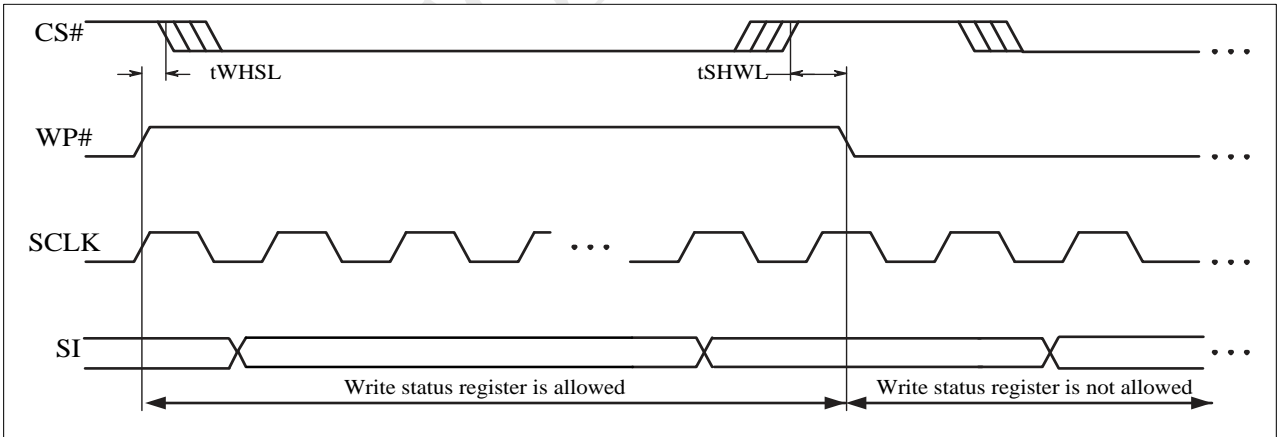 CS#
tWHSL
tSHWL
WP#
SCLK
SI
Write status register is allowed
Write status register is not allowed